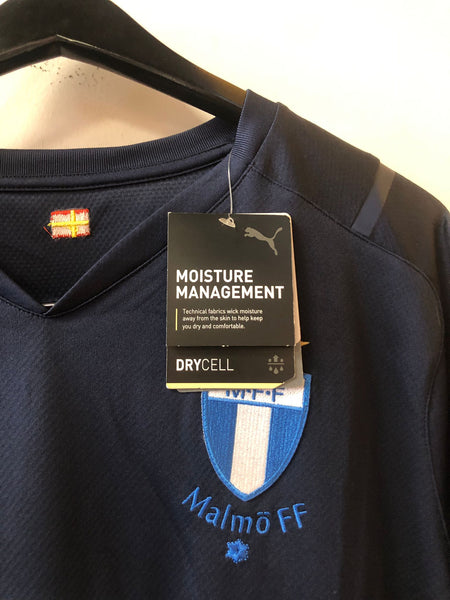 MOISTURE
MANAGEMENT
Technical fabrics wick moisture
away from the skin to help keep
you dry and comfortable.
DRYCELL
M.F.F
Malmö FF